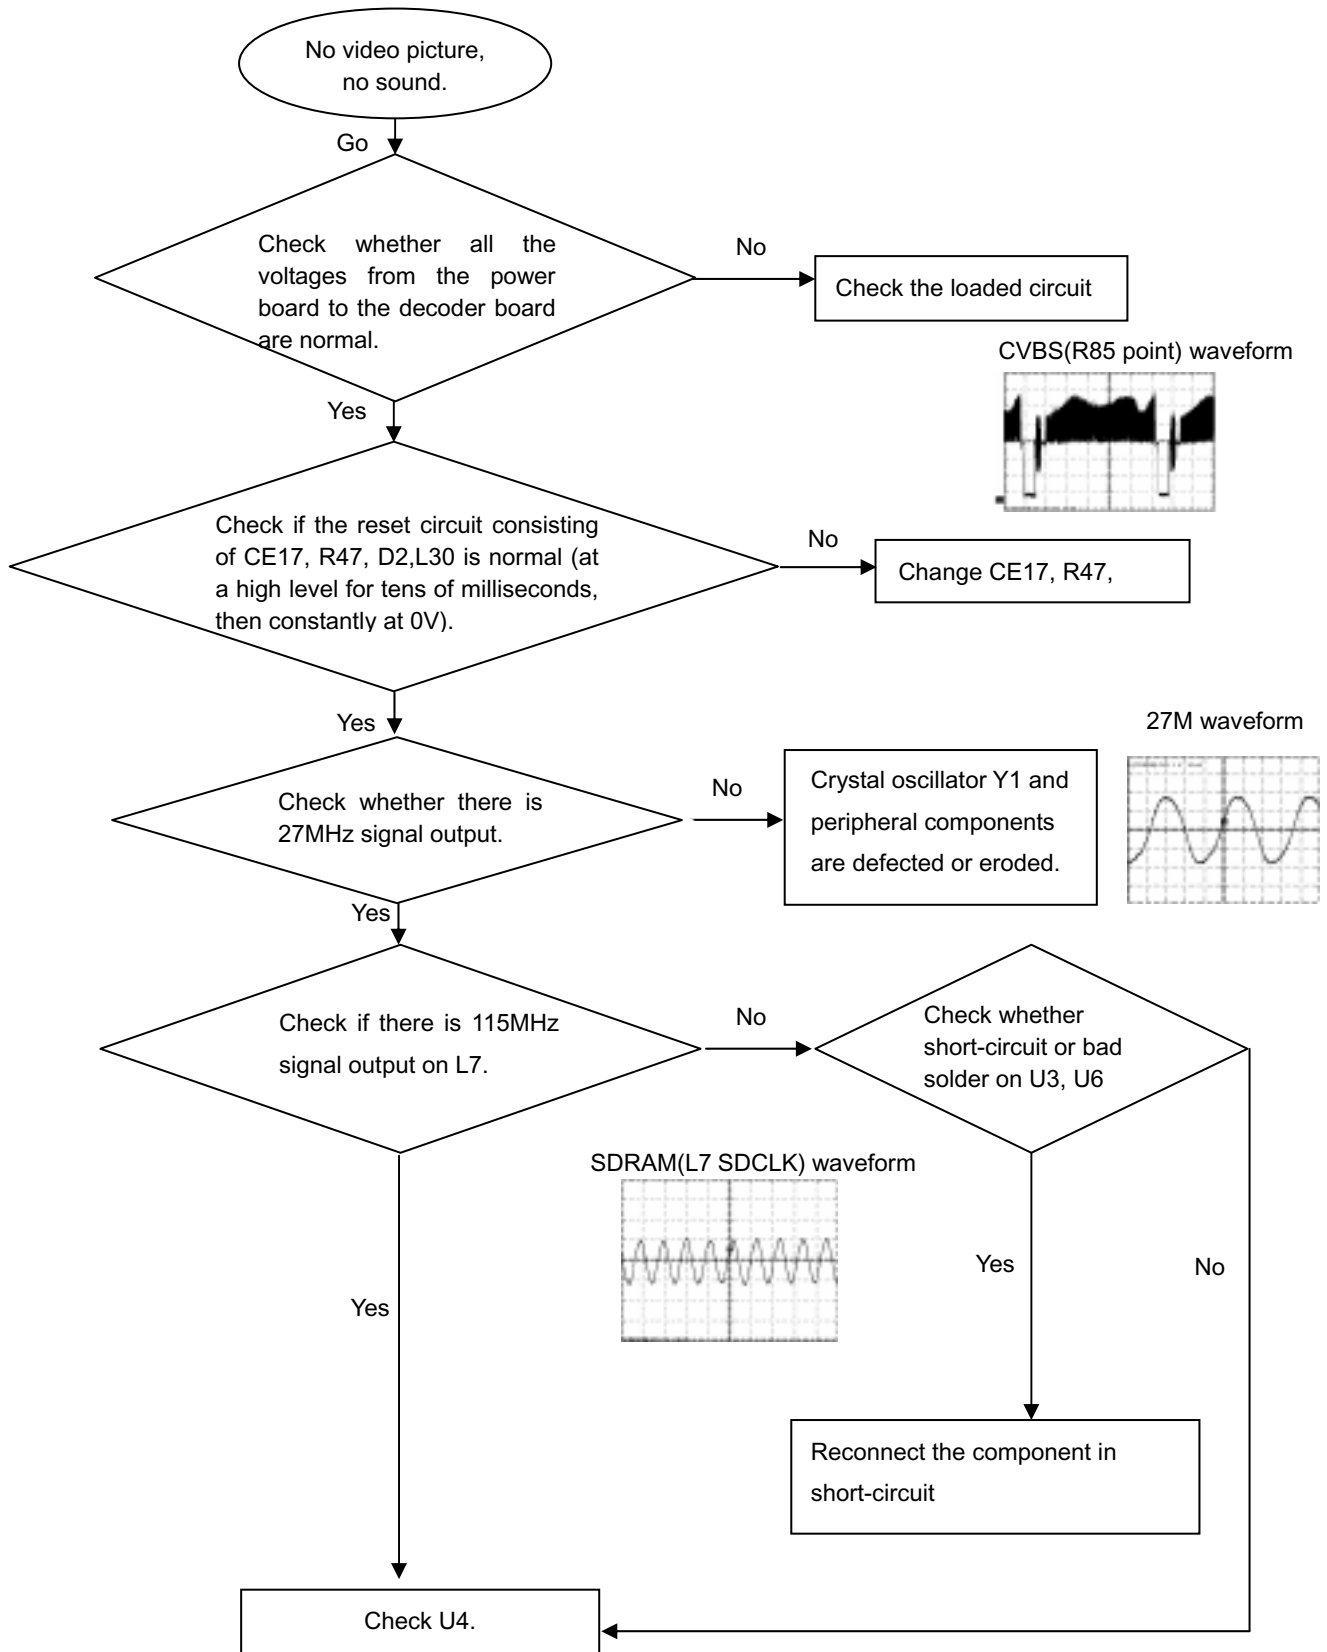 No video picture,
no sound.
Go
Check whether all the
voltages from the power
board to the decoder board
are normal.
No
Check the loaded circuit
CVBS(R85 point) waveform
Yes
Check if the reset circuit consisting
of CE17, R47, D2,L30 is normal (at
a high level for tens of milliseconds,
then constantly at 0V).
No
Change CE17, R47,
Yes
27M waveform
Check whether there is
27MHz signal output.
No
Crystal oscillator Y1 and
peripheral components
are defected or eroded.
Yes
Check if there is 115MHz
signal output on L7.
No
Check whether
short-circuit or bad
solder on U3, U6
SDRAM(L7 SDCLK) waveform
Yes
No
Yes
Reconnect the component in
short-circuit
Check U4.